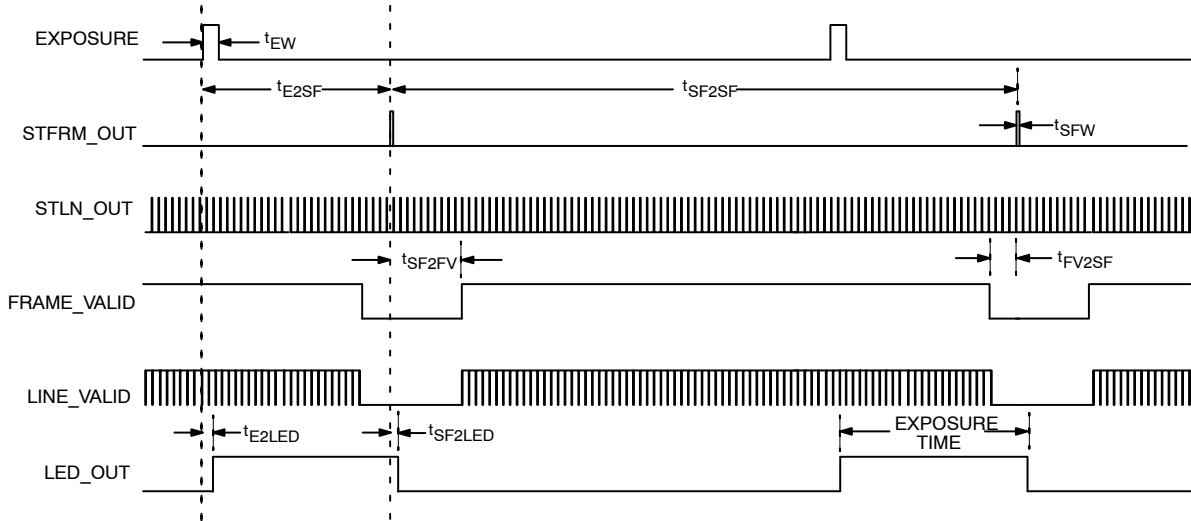 EXPOSURE
tEW
tE2SF
tSF2SF
STFRM_OUT
tSFW
STLN_OUT
tSF2FV
tFV2SF
FRAME_VALID
LINE_VALID
tE2LED
tSF2LED
EXPOSURE
TIME
LED_OUT